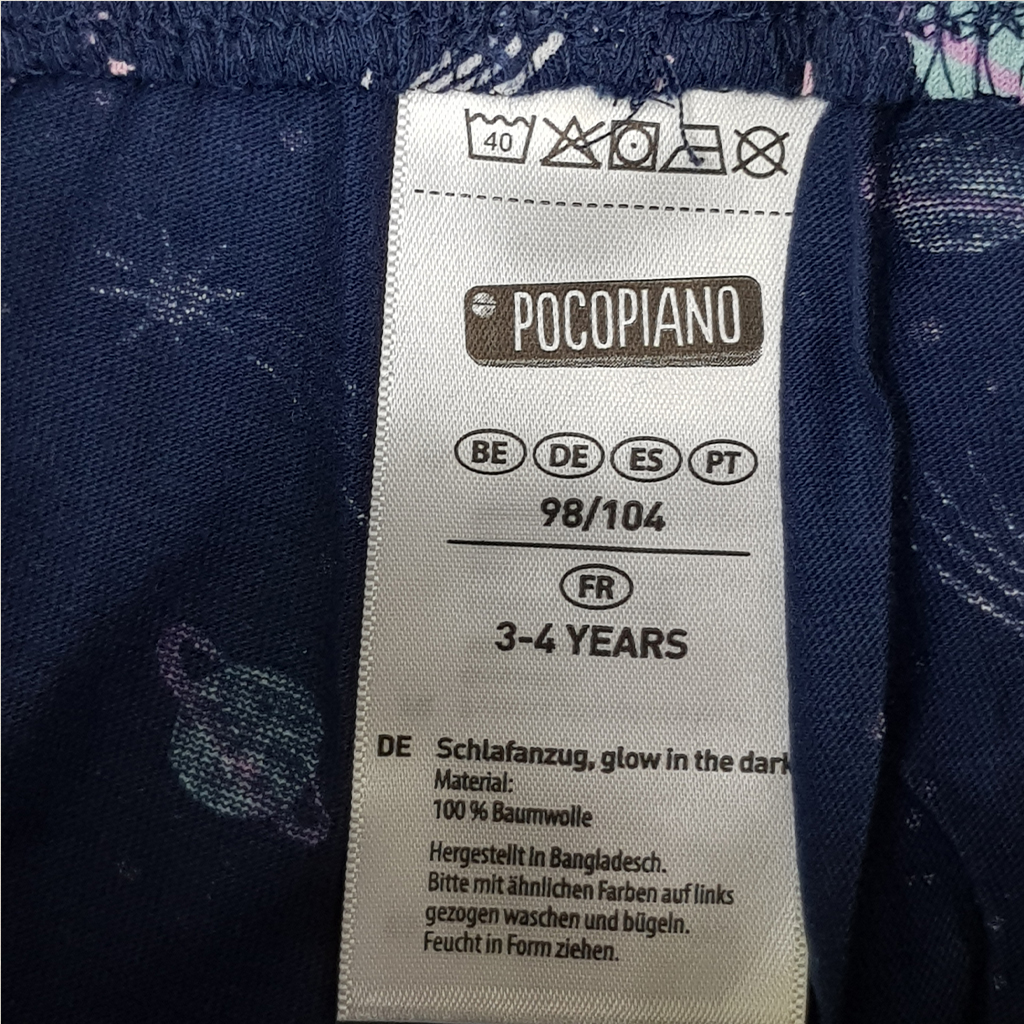 40
POCOPIANO
BE DE ES PT
98/104
FR
3-4 YEARS
DE Schlafanzug, glow in the dark
Material:
100 % Baumwolle
Hergestellt in Bangladesch.
Bitte mit ähnlichen Farben auf links
gezogen waschen und bügeln.
Feucht in Form ziehen.